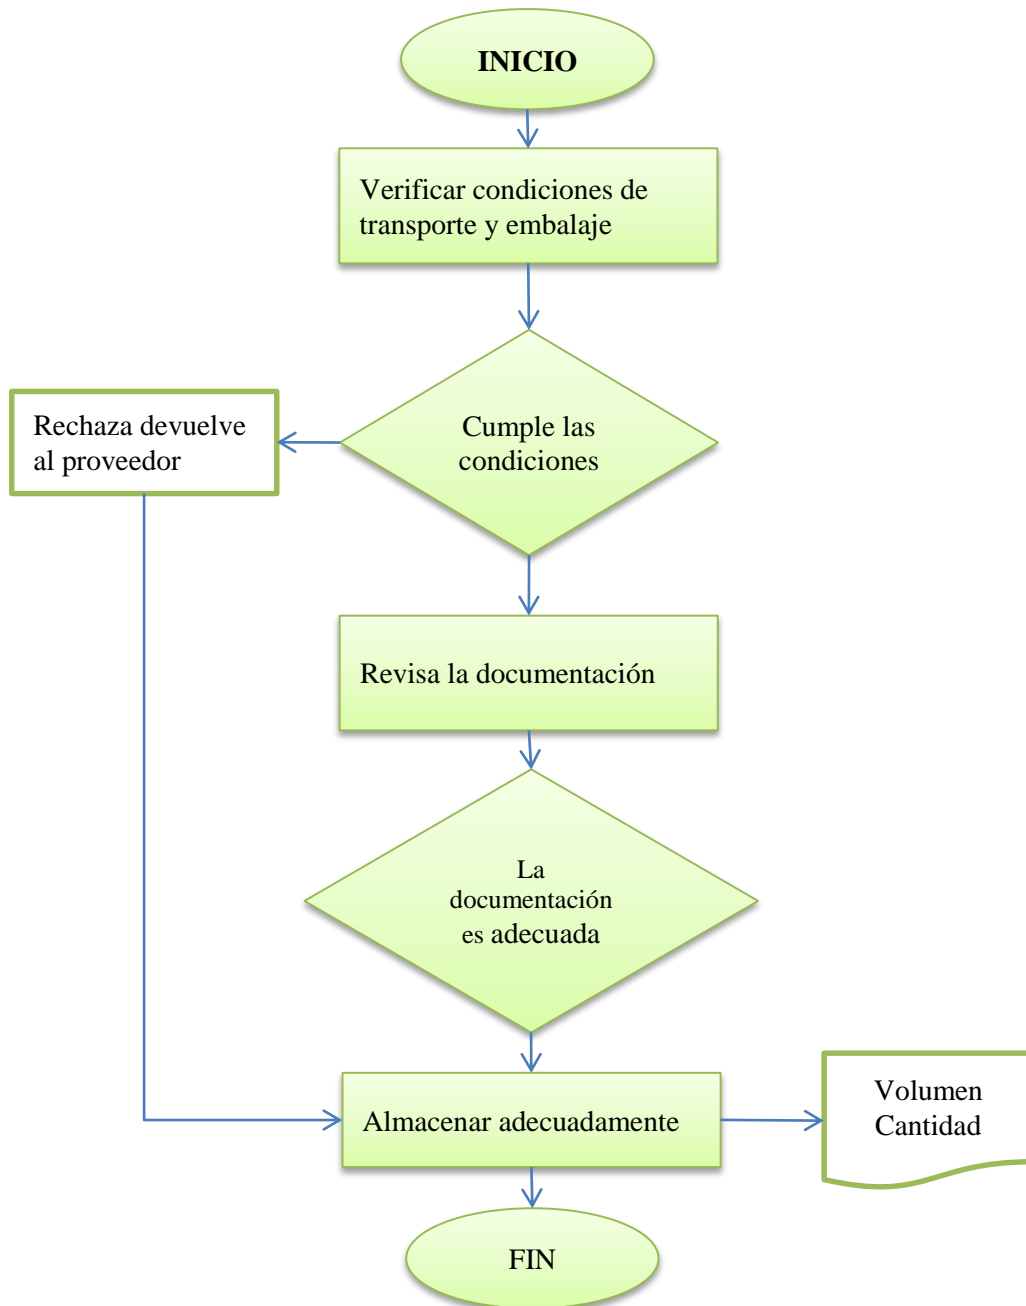 INICIO
Verificar condiciones de
transporte y embalaje
Rechaza devuelve
al proveedor
Cumple las
condiciones
Revisa la documentación
La
documentación
es adecuada
Almacenar adecuadamente
Volumen
Cantidad
FIN